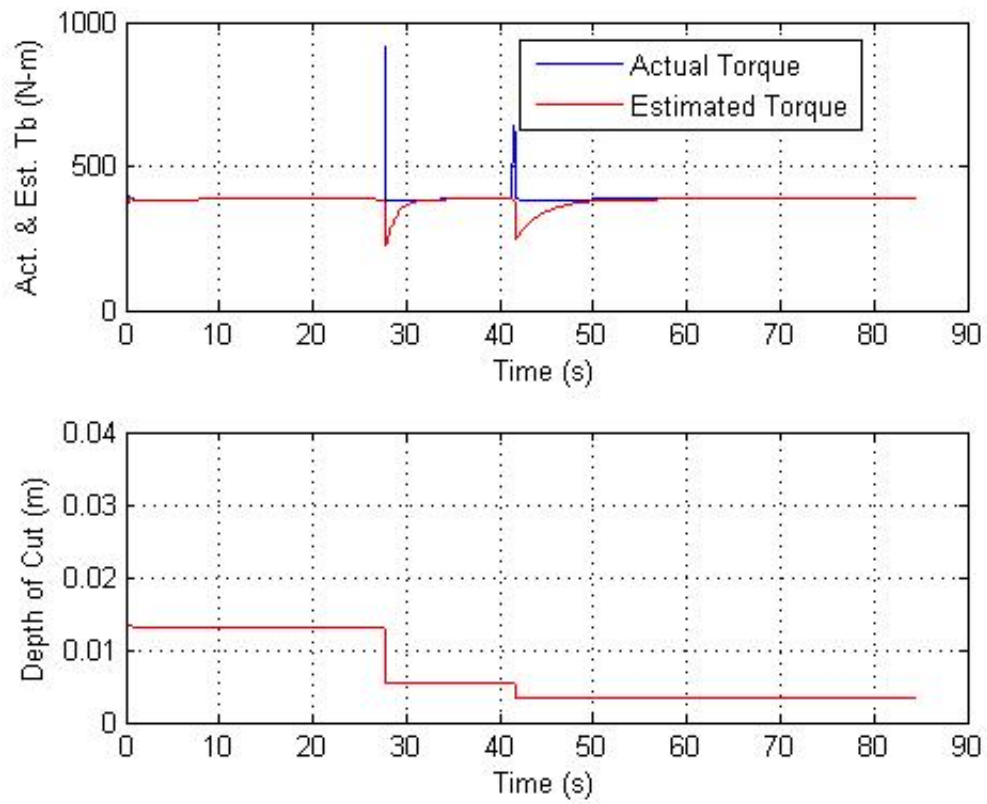 1000
500
0
Act. & Est. Tb (N-m)
Actual Torque
Estimated Torque
0 10 20 30 40 50 60 70 80 90
Time (s)
0.04
0.03
0.02
0.01
0
Depth of Cut (m)
0 10 20 30 40 50 60 70 80 90
Time (s)